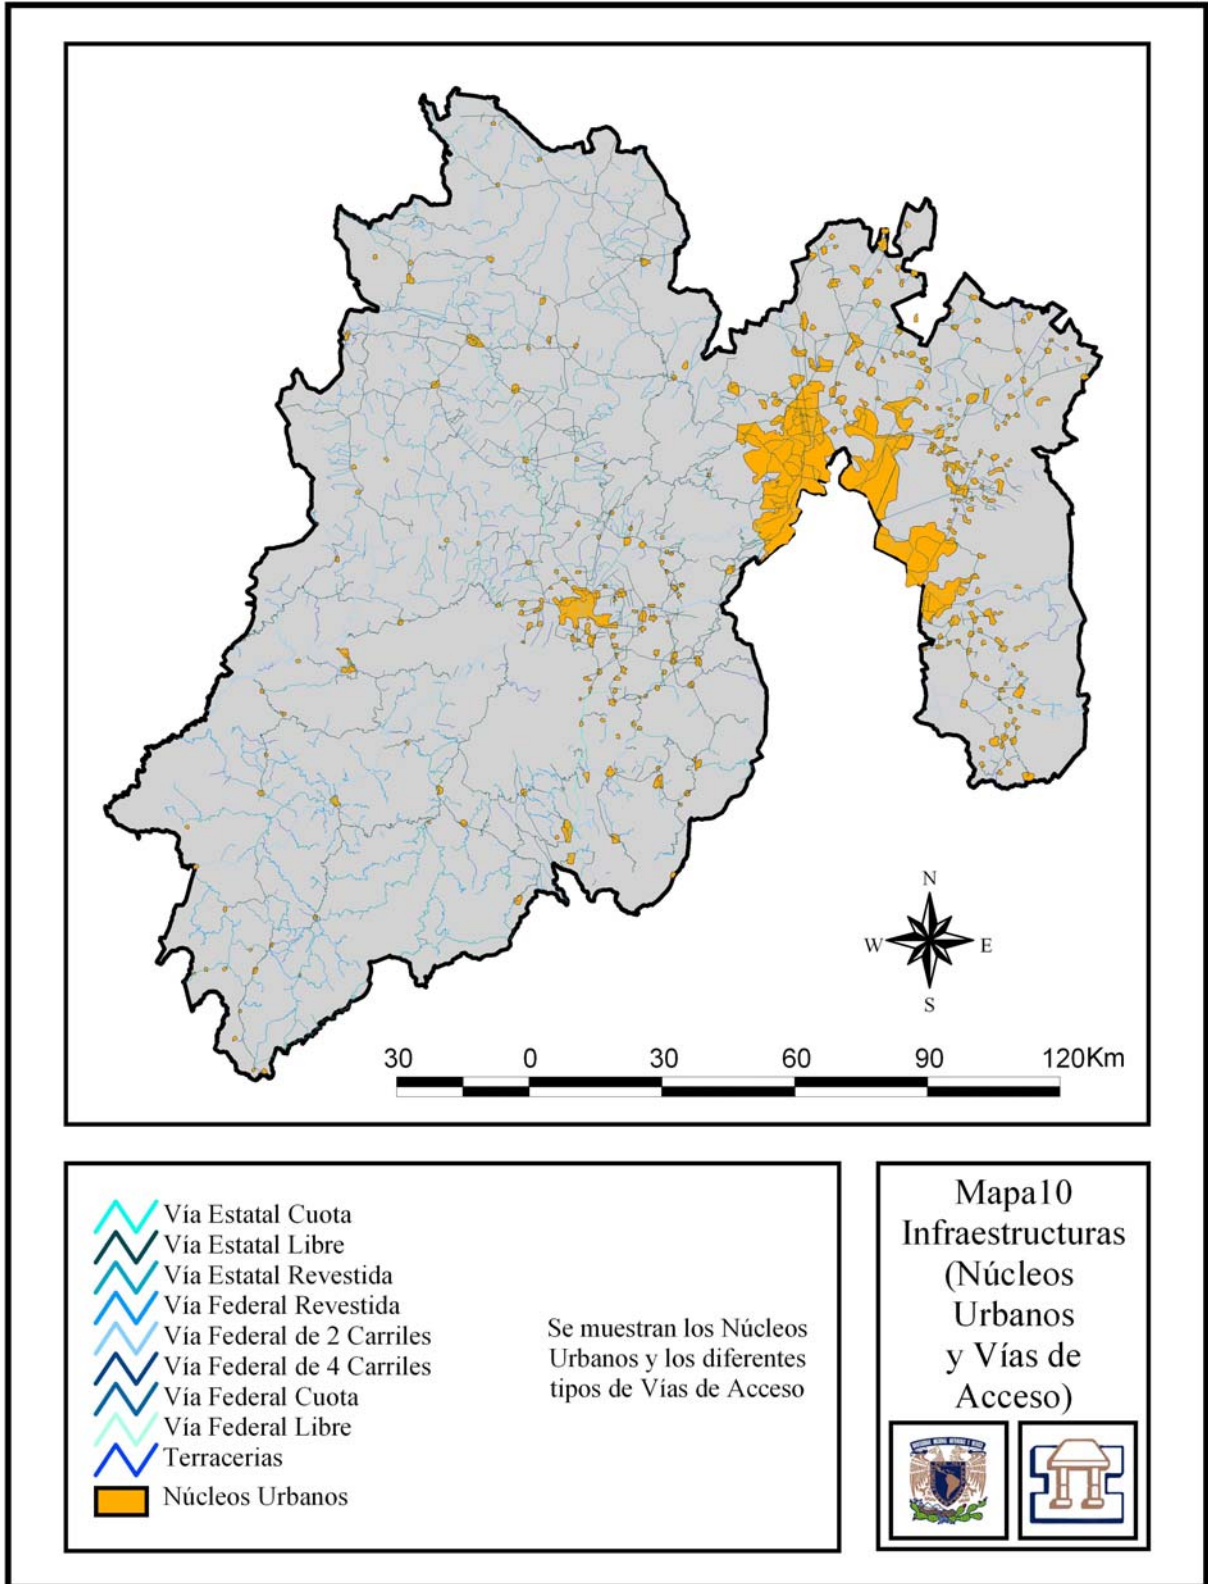 N
W
E
S
30 0 30 60 90 120Km
Vía Estatal Cuota
Vía Estatal Libre
Vía Estatal Revestida
Vía Federal Revestida
Vía Federal de 2 Carriles
Vía Federal de 4 Carriles
Vía Federal Cuota
Vía Federal Libre
Terracerias
Núcleos Urbanos
Se muestran los Núcleos
Urbanos y los diferentes
tipos de Vías de Acceso
Mapa10
Infraestructuras
(Núcleos
Urbanos
y Vías de
Acceso)